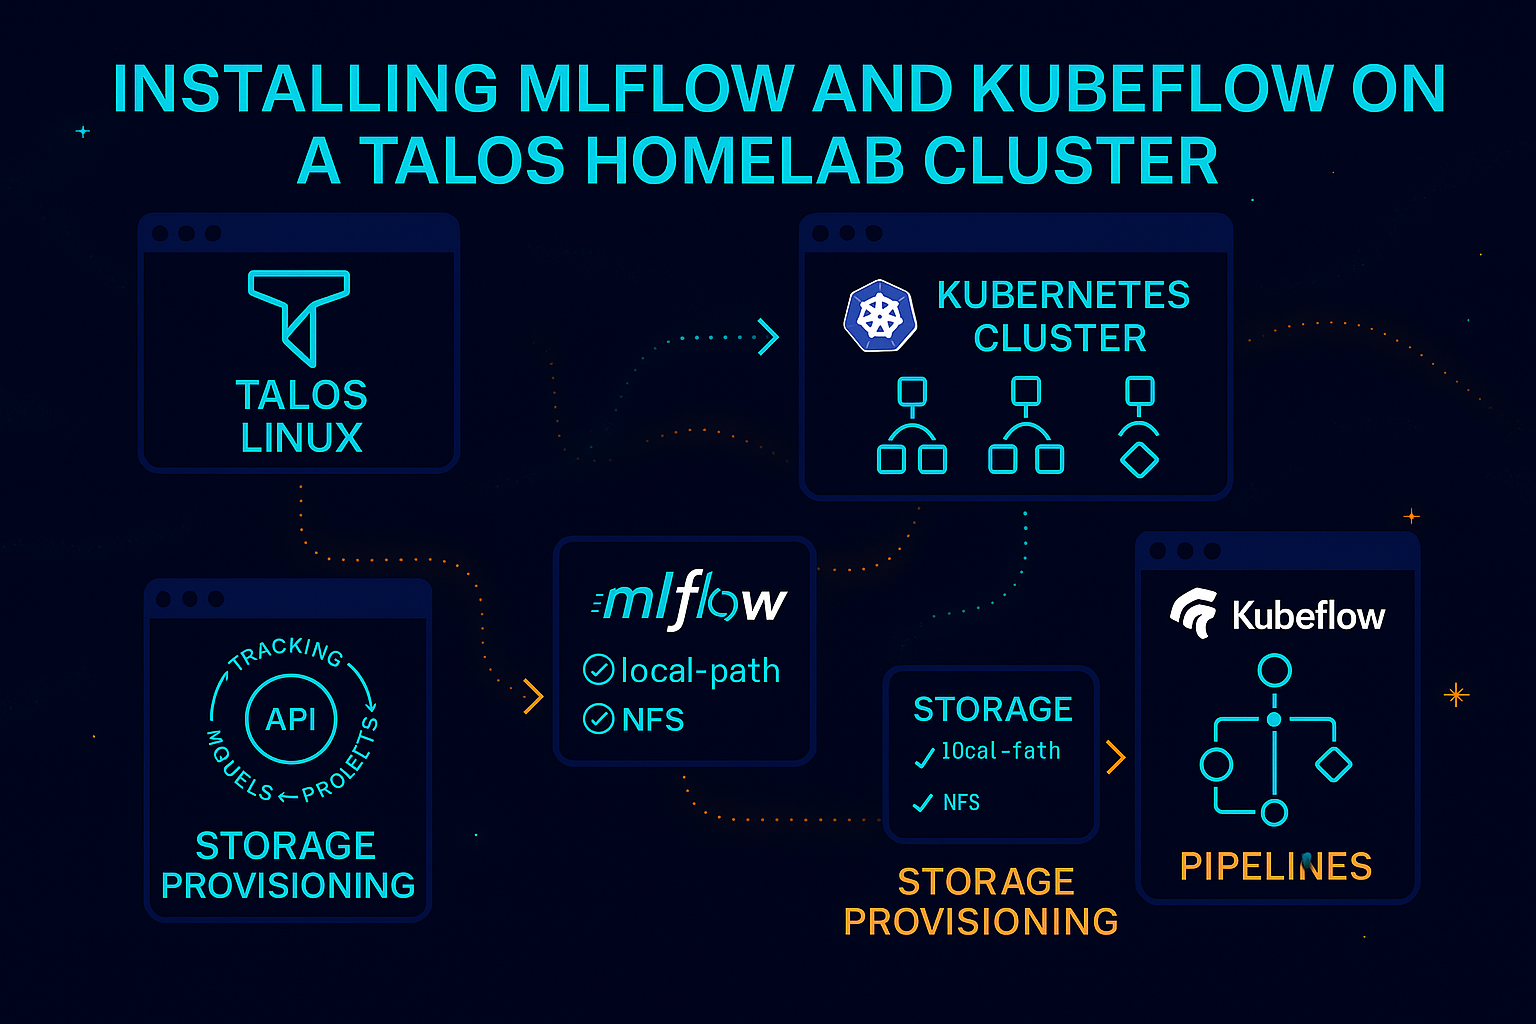 INSTALLING MLFLOW AND KUBEFLOW ON
A TALOS HOMELAB CLUSTER
TALOS
LINUX
KUBERNETES
CLUSTER
mlflow
local-path
NFS
Kubeflow
PIPELINES
TRACKING
API
MQUELS
PROLETS
STORAGE
PROVISIONING
STORAGE
10cal-fath
NFS
STORAGE
PROVISIONING